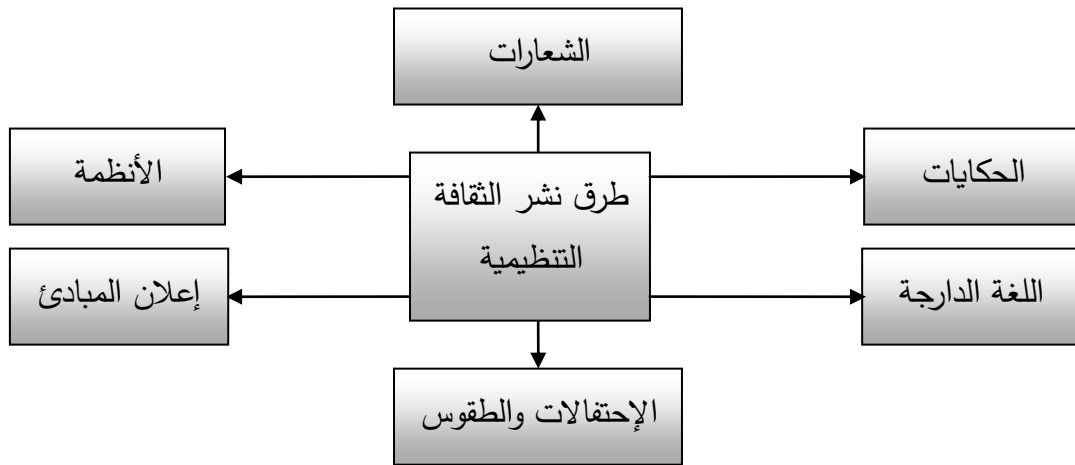 الشعارات
الحكايات
الأنظمة
طرق نشر الثقافة
التنظيمية
اللغة الدارجة
إعلان المبادئ
الإحتفالات والطقوس